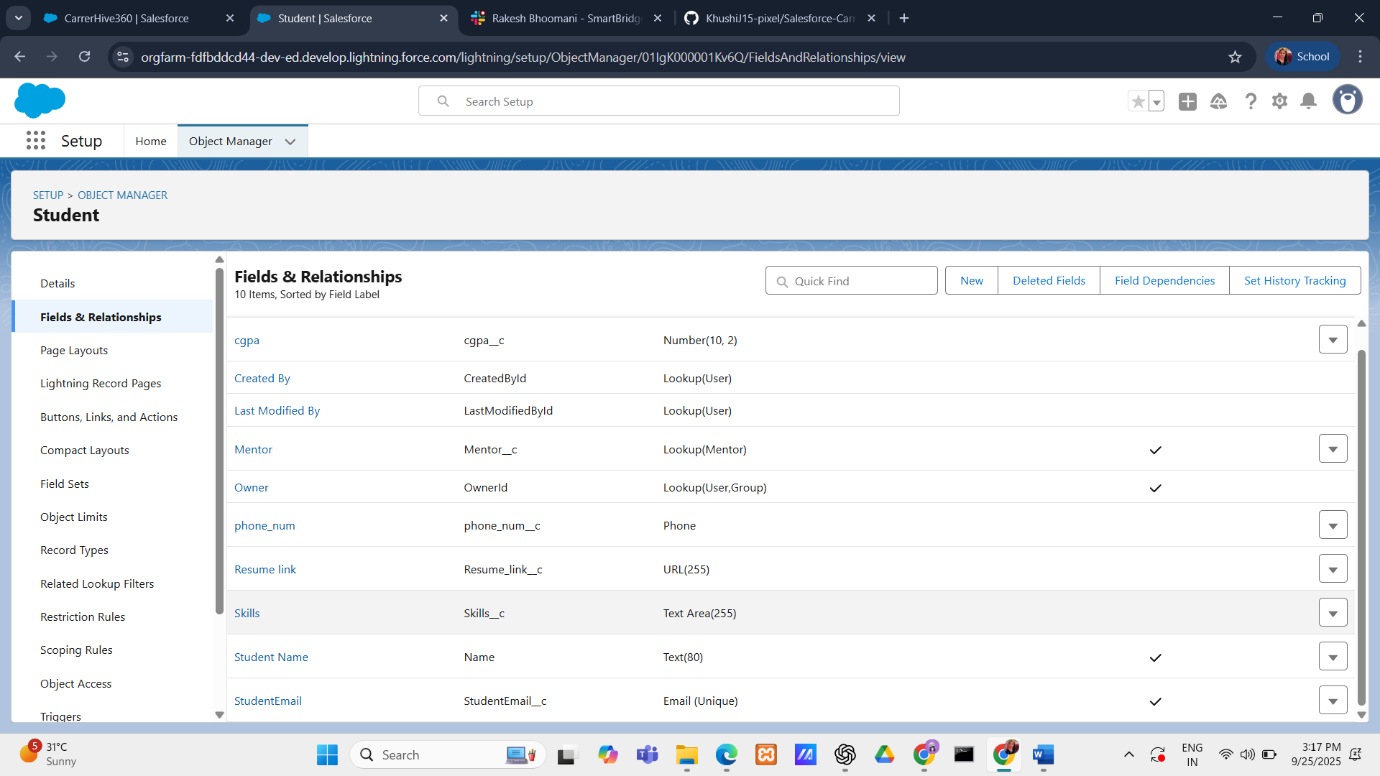 CarrerHive360 | Salesforce
Student | Salesforce
Rakesh Bhoomani - SmartBridge
KhushiJ15-pixel/Salesforce-Carr
orgfarm-fdfbddcd44-dev-ed.develop.lightning.force.com/lightning/setup/ObjectManager/01IgK000001Kv6Q/FieldsAndRelationships/view
School
Search Setup
Setup
Home
Object Manager
SETUP > OBJECT MANAGER
Student
Details
Fields & Relationships
Page Layouts
Lightning Record Pages
Buttons, Links, and Actions
Compact Layouts
Field Sets
Object Limits
Record Types
Related Lookup Filters
Restriction Rules
Scoping Rules
Object Access
Triggers
Fields & Relationships
10 Items, Sorted by Field Label
Quick Find
New
Deleted Fields
Field Dependencies
Set History Tracking
cgpa cgpa__c Number(10, 2)
Created By CreatedById Lookup(User)
Last Modified By LastModifiedById Lookup(User)
Mentor Mentor__c Lookup(Mentor)
Owner OwnerId Lookup(User,Group)
phone_num phone_num__c Phone
Resume link Resume_link__c URL(255)
Skills Skills__c Text Area(255)
Student Name Name Text(80)
StudentEmail StudentEmail__c Email (Unique)
5
31°C
Sunny
Search
ENG
IN
3:17 PM
9/25/2025